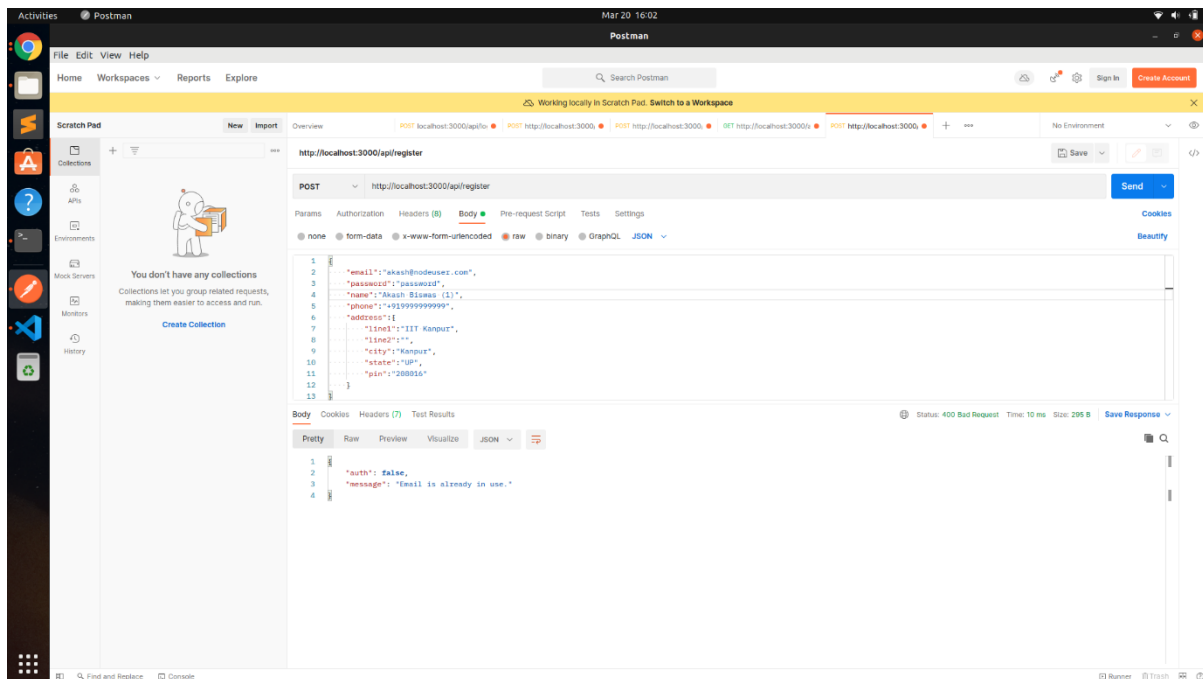 Activities Postman Mar 20 16:02
Postman
File Edit View Help
Home Workspaces Reports Explore Search Postman Sign In Create Account
Working locally in Scratch Pad. Switch to a Workspace
Scratch Pad New Import Overview POST localhost:3000/api/lo POST http://localhost:3000, POST http://localhost:3000, GET http://localhost:3000/ POST http://localhost:3000, No Environment
Collections
APIs
Environments
Mock Servers
Monitors
History
You don't have any collections
Collections let you group related requests,
making them easier to access and run.
Create Collection
http://localhost:3000/api/register Save
POST http://localhost:3000/api/register Send
Params Authorization Headers (8) Body Pre-request Script Tests Settings Cookies
none form-data x-www-form-urlencoded raw binary GraphQL JSON Beautify
1 {
2 "email":"akash@nodeuser.com",
3 "password":"password",
4 "name":"Akash Biswas (1)",
5 "phone":"+919999999999",
6 "address":{
7 "line1":"IIT Kanpur",
8 "line2":"",
9 "city":"Kanpur",
10 "state":"UP",
11 "pin":"208016"
12 }
13 }
Body Cookies Headers (7) Test Results Status: 400 Bad Request Time: 10 ms Size: 295 B Save Response
Pretty Raw Preview Visualize JSON
1 {
2 "auth": false,
3 "message": "Email is already in use."
4 }
Find and Replace Console Runner Trash